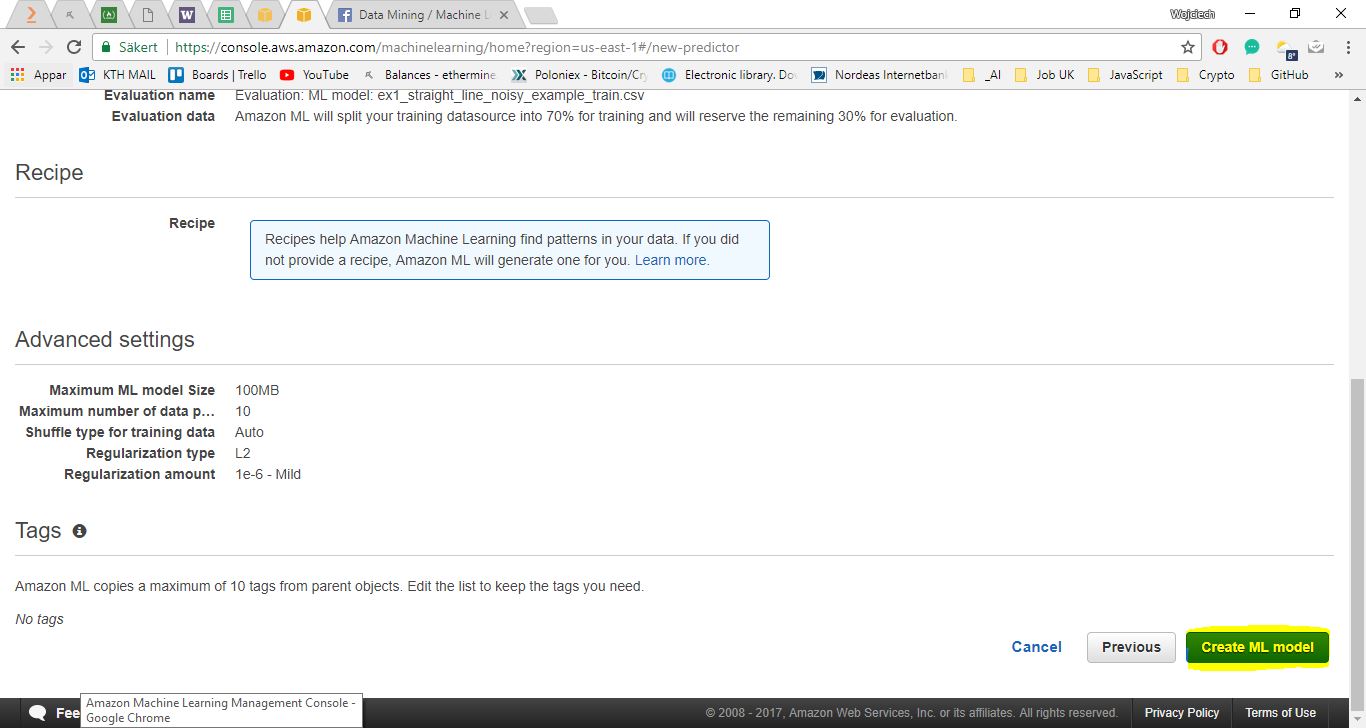 Data Mining / Machine L
Wojciech
Säkert
https://console.aws.amazon.com/machinelearning/home?region=us-east-1#/new-predictor
Appar KTH MAIL Boards | Trello YouTube Balances - ethermine. Poloniex - Bitcoin/Cry Electronic library. Dov Nordeas Internetbank _AI Job UK JavaScript Crypto GitHub »
8°
Evaluation name Evaluation: ML model: ex1_straight_line_noisy_example_train.csv
Evaluation data Amazon ML will split your training datasource into 70% for training and will reserve the remaining 30% for evaluation.
Recipe
Recipe
Recipes help Amazon Machine Learning find patterns in your data. If you did
not provide a recipe, Amazon ML will generate one for you. Learn more.
Advanced settings
Maximum ML model Size 100MB
Maximum number of data p... 10
Shuffle type for training data Auto
Regularization type L2
Regularization amount 1e-6 - Mild
Tags
Amazon ML copies a maximum of 10 tags from parent objects. Edit the list to keep the tags you need.
No tags
Cancel Previous Create ML model
Fee
Amazon Machine Learning Management Console -
Google Chrome
© 2008 - 2017, Amazon Web Services, Inc. or its affiliates. All rights reserved. Privacy Policy Terms of Use